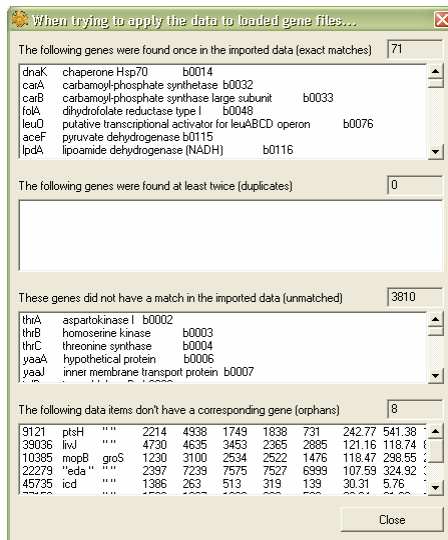 When trying to apply the data to loaded gene files...
The following genes were found once in the imported data (exact matches) 71
dnaK chaperone Hsp70 b0014
carA carbamoyl-phosphate synthetase b0032
carB carbamoyl-phosphate synthase large subunit b0033
folA dihydrofolate reductase type I b0048
leuO putative transcriptional activator for leuABCD operon b0076
aceF pyruvate dehydrogenase b0115
lpdA lipoamide dehydrogenase (NADH) b0116
The following genes were found at least twice (duplicates) 0
These genes did not have a match in the imported data (unmatched) 3810
thrA aspartokinase I b0002
thrB homoserine kinase b0003
thrC threonine synthase b0004
yaaA hypothetical protein b0006
yaaJ inner membrane transport protein b0007
The following data items don't have a corresponding gene (orphans) 8
9121 ptsH " " 2214 4938 1749 1838 731 242.77 541.38
39036 livJ " " 4730 4635 3453 2365 2885 121.16 118.74
10385 mopB groS 1230 3100 2534 2522 1476 118.47 298.55
22279 "eda" " " 2397 7239 7575 7527 6999 107.59 324.92
45735 icd " " 1386 263 513 319 139 30.31 5.76
Close